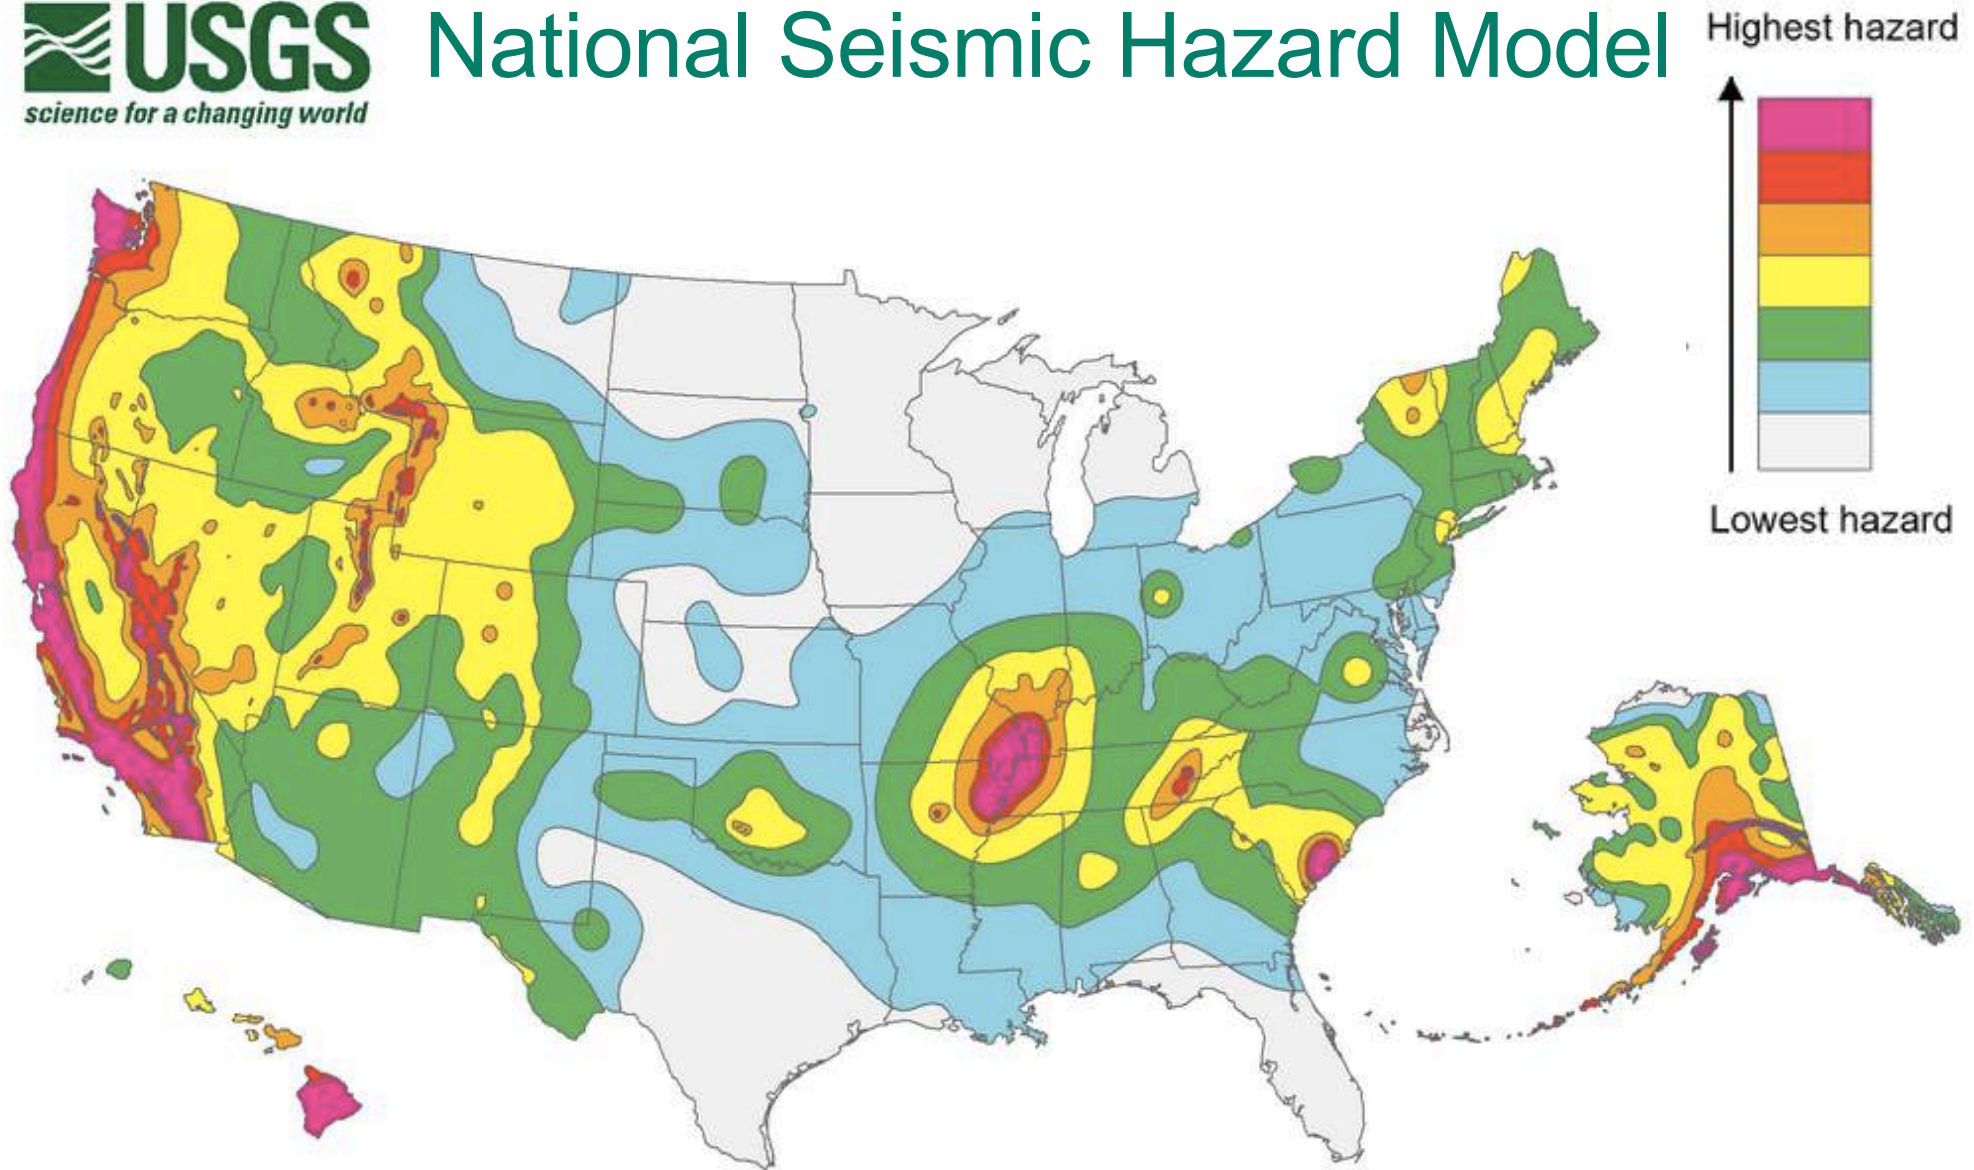 USGS
science for a changing world
National Seismic Hazard Model
Highest hazard
Lowest hazard